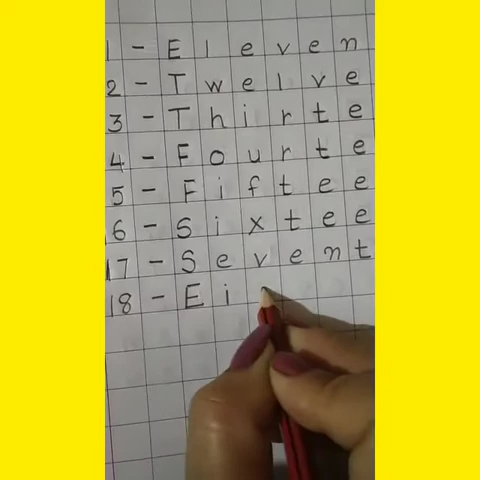 1 - Eleven
2 - Twelve
3 - Thirte
4 - Fourte
5 - Fiftee
6 - Sixtee
17 - Sevent
18 - Ei